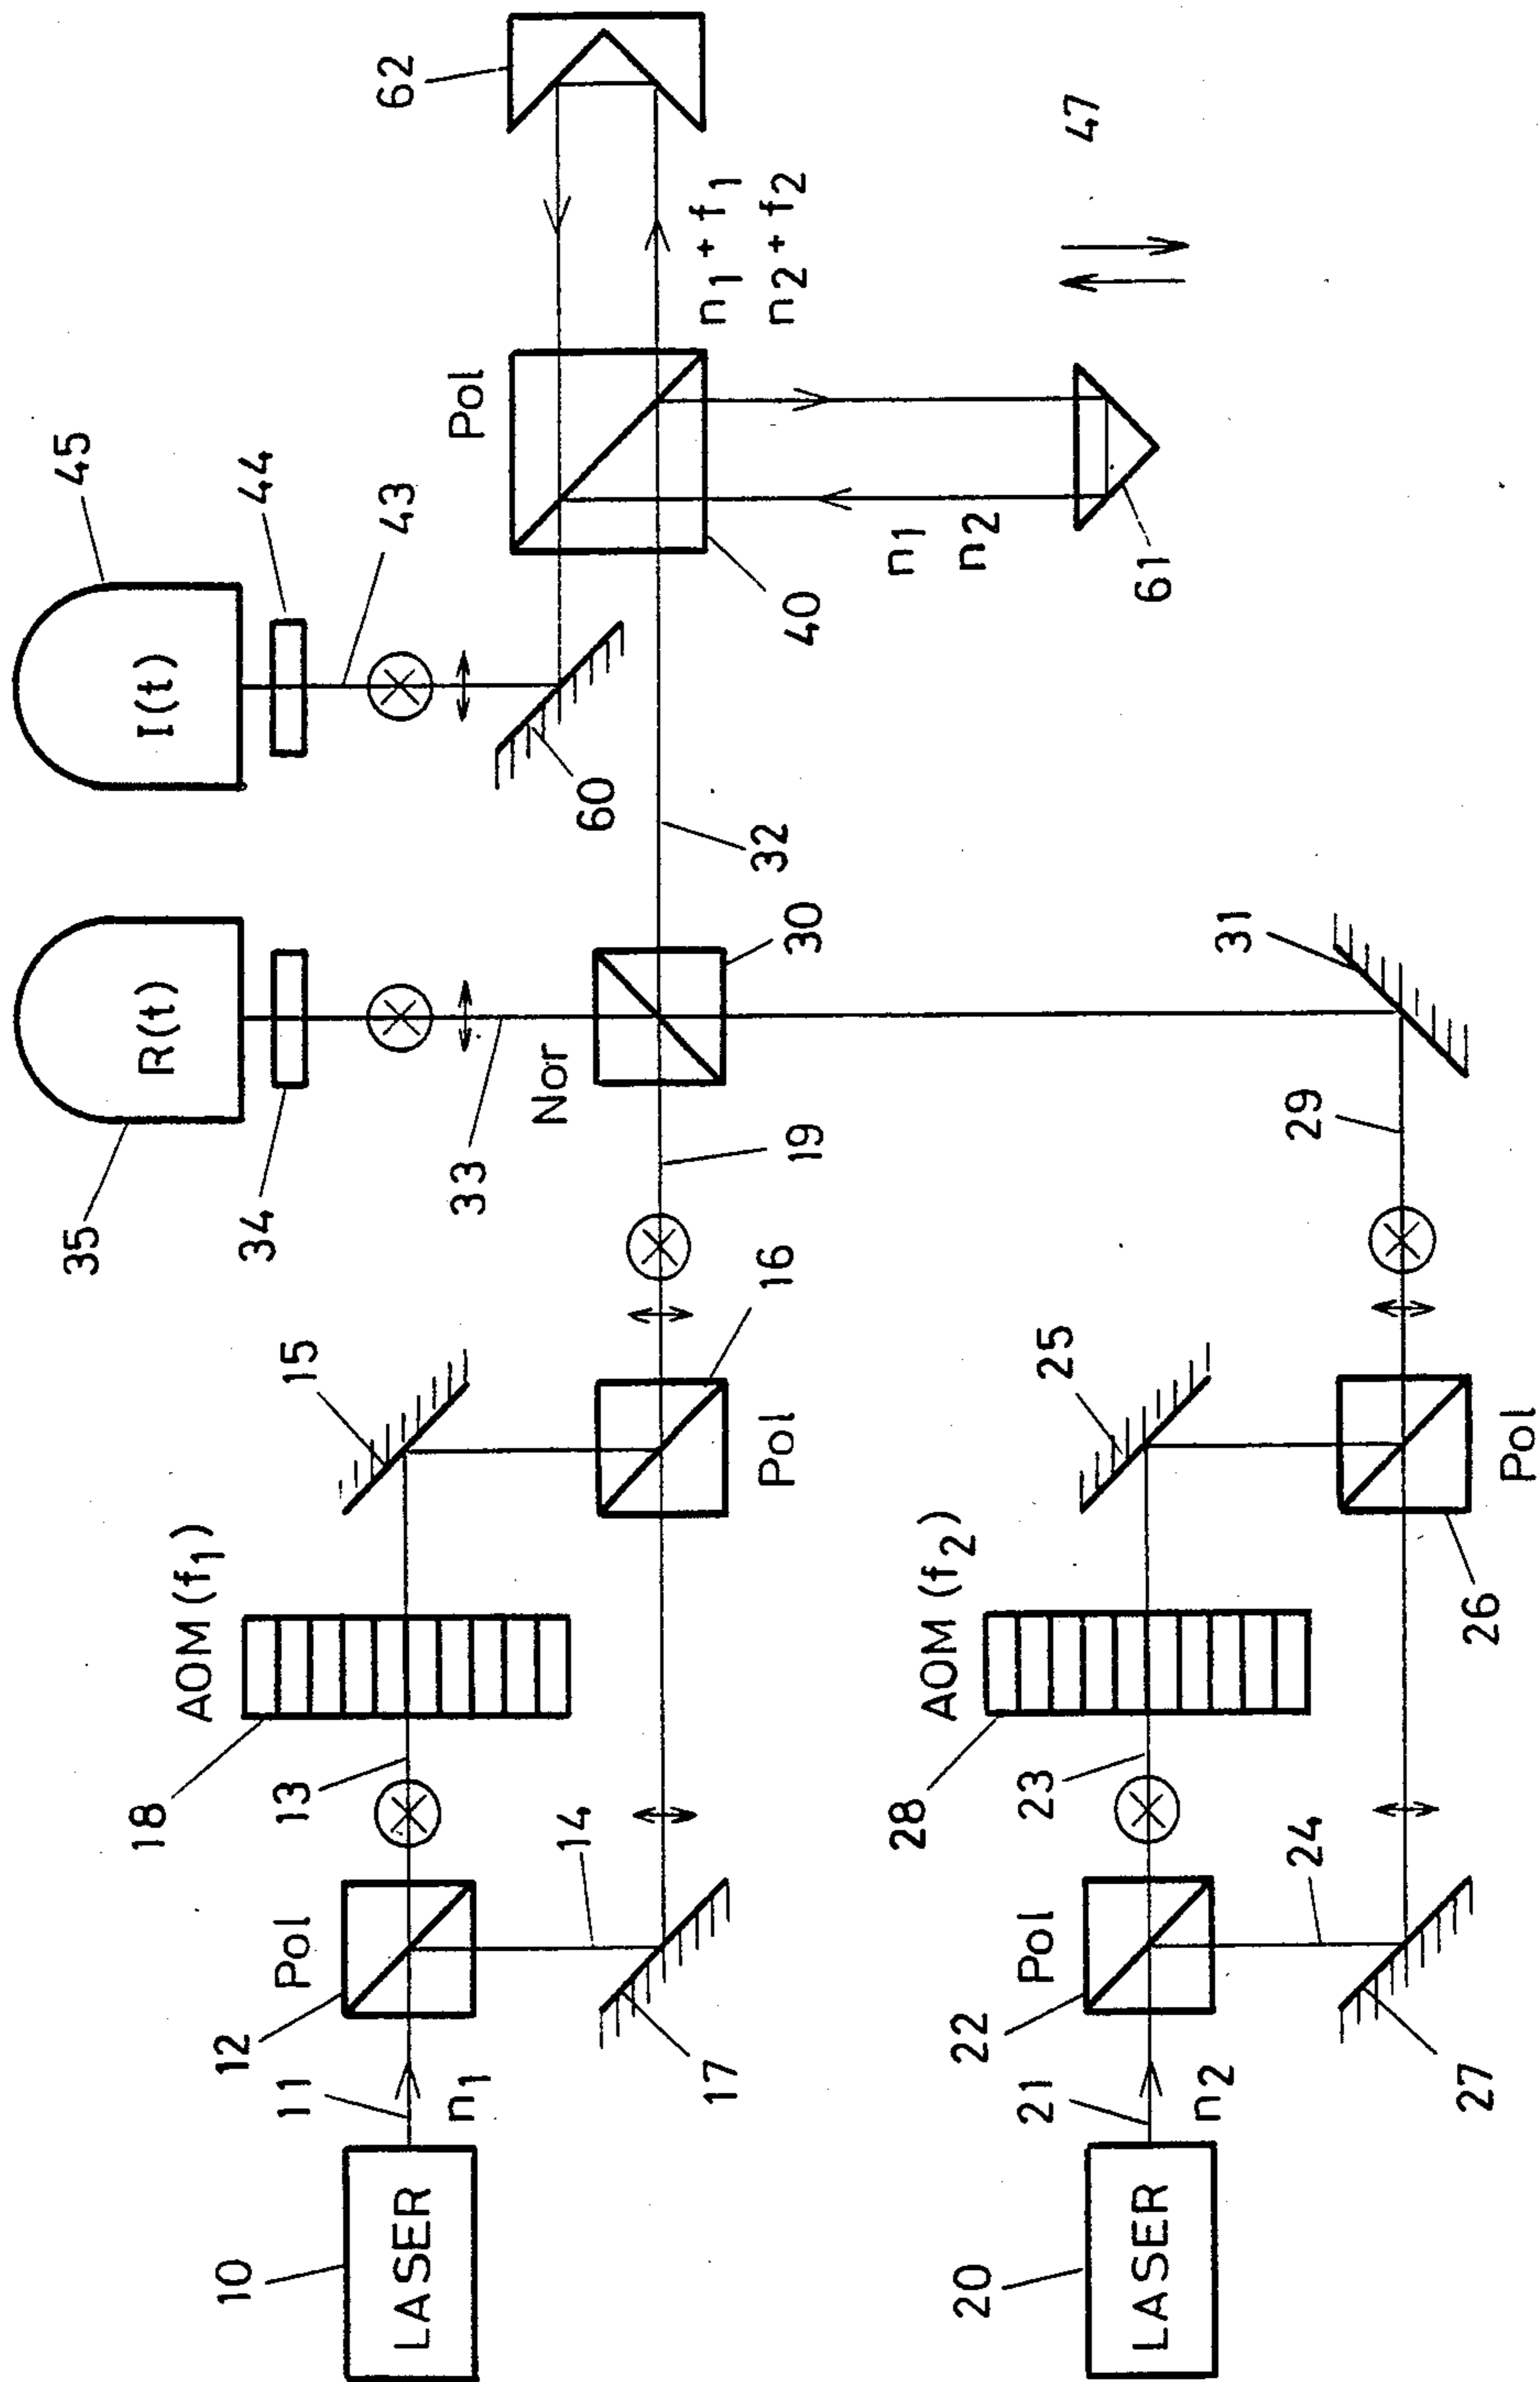 LASER
10
11
n1
12
Pol
13
14
17
18
AOM (f1)
15
16
Pol
19
Nor
30
33
34
35
R(t)
32
60
43
44
45
I(t)
Pol
40
n1 + f1
n2 + f2
62
n1
n2
61
47
LASER
20
21
n2
22
Pol
23
24
27
28
AOM (f2)
25
26
Pol
29
31